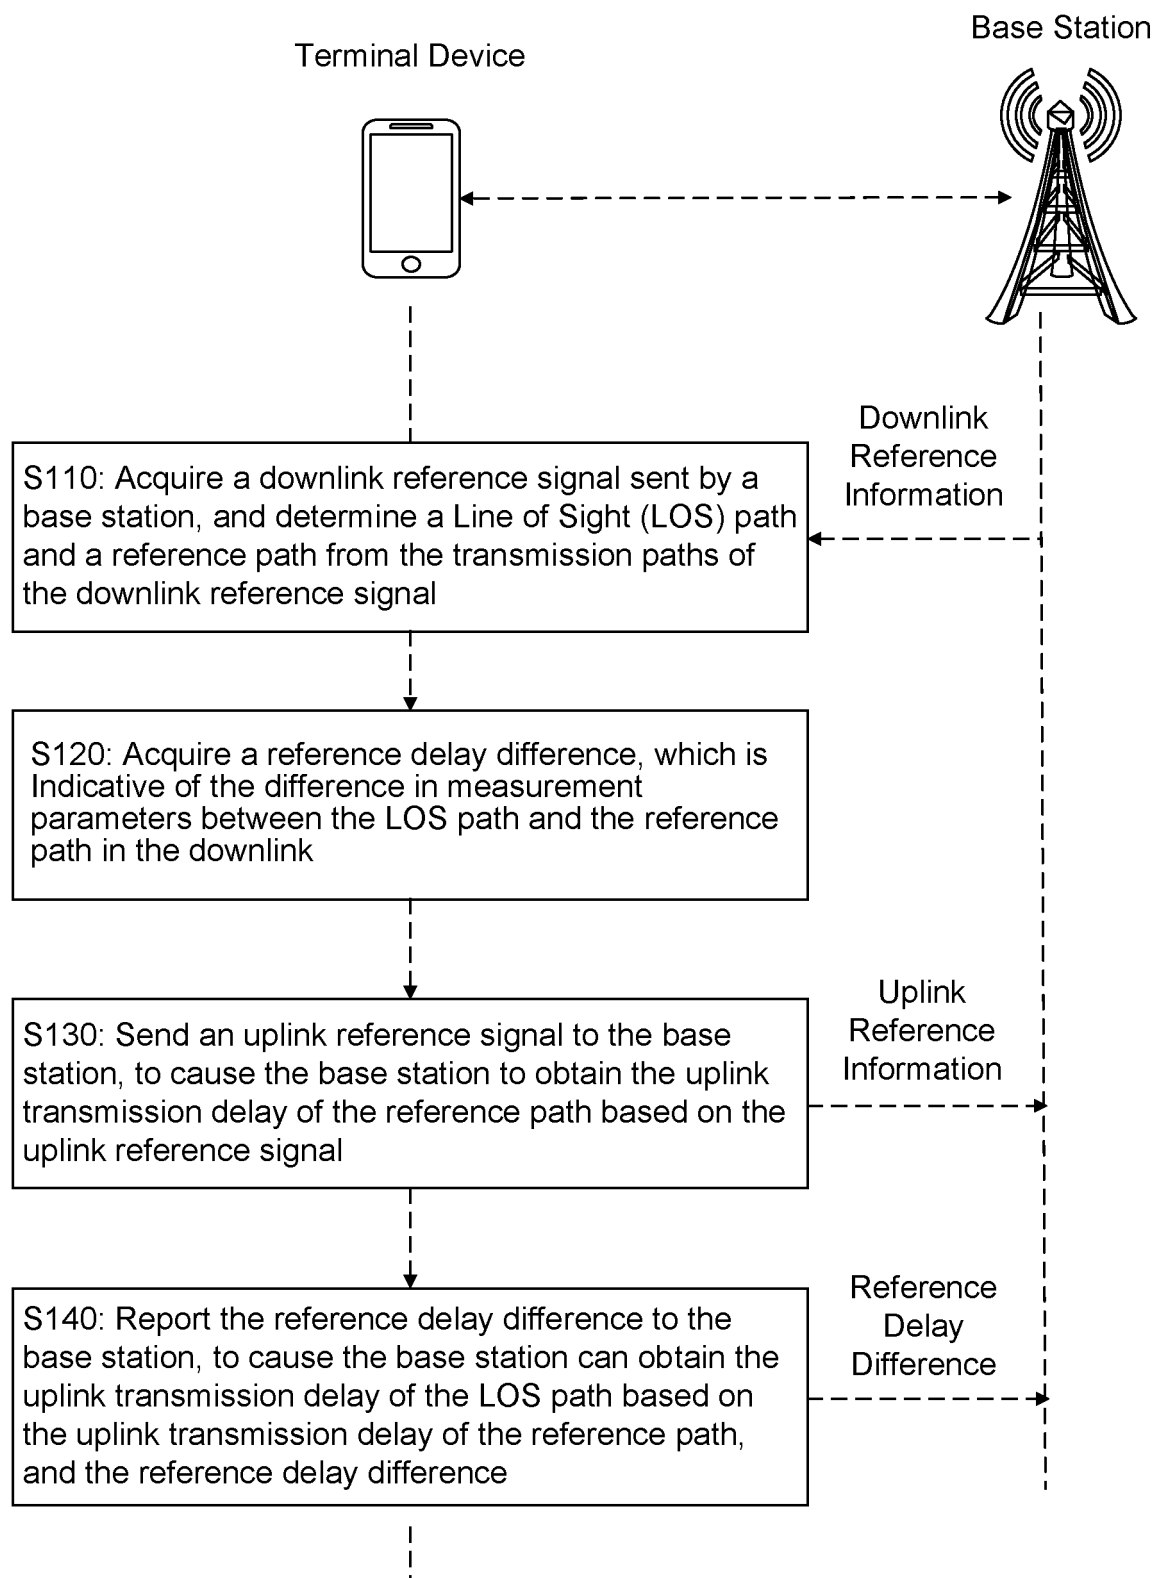 Base Station
Terminal Device
Downlink
Reference
Information
S110: Acquire a downlink reference signal sent by a
base station, and determine a Line of Sight (LOS) path
and a reference path from the transmission paths of
the downlink reference signal
S120: Acquire a reference delay difference, which is
Indicative of the difference in measurement
parameters between the LOS path and the reference
path in the downlink
Uplink
Reference
Information
S130: Send an uplink reference signal to the base
station, to cause the base station to obtain the uplink
transmission delay of the reference path based on the
uplink reference signal
Reference
Delay
Difference
S140: Report the reference delay difference to the
base station, to cause the base station can obtain the
uplink transmission delay of the LOS path based on
the uplink transmission delay of the reference path,
and the reference delay difference